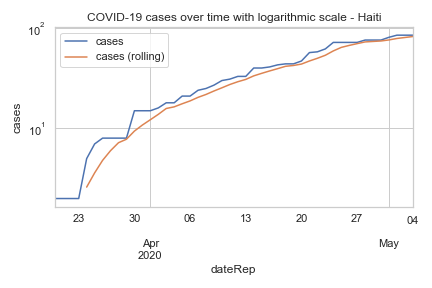 COVID-19 cases over time with logarithmic scale - Haiti
10²
cases
cases (rolling)
cases
10¹
23 30 06 13 20 27 04
Apr May
2020
dateRep